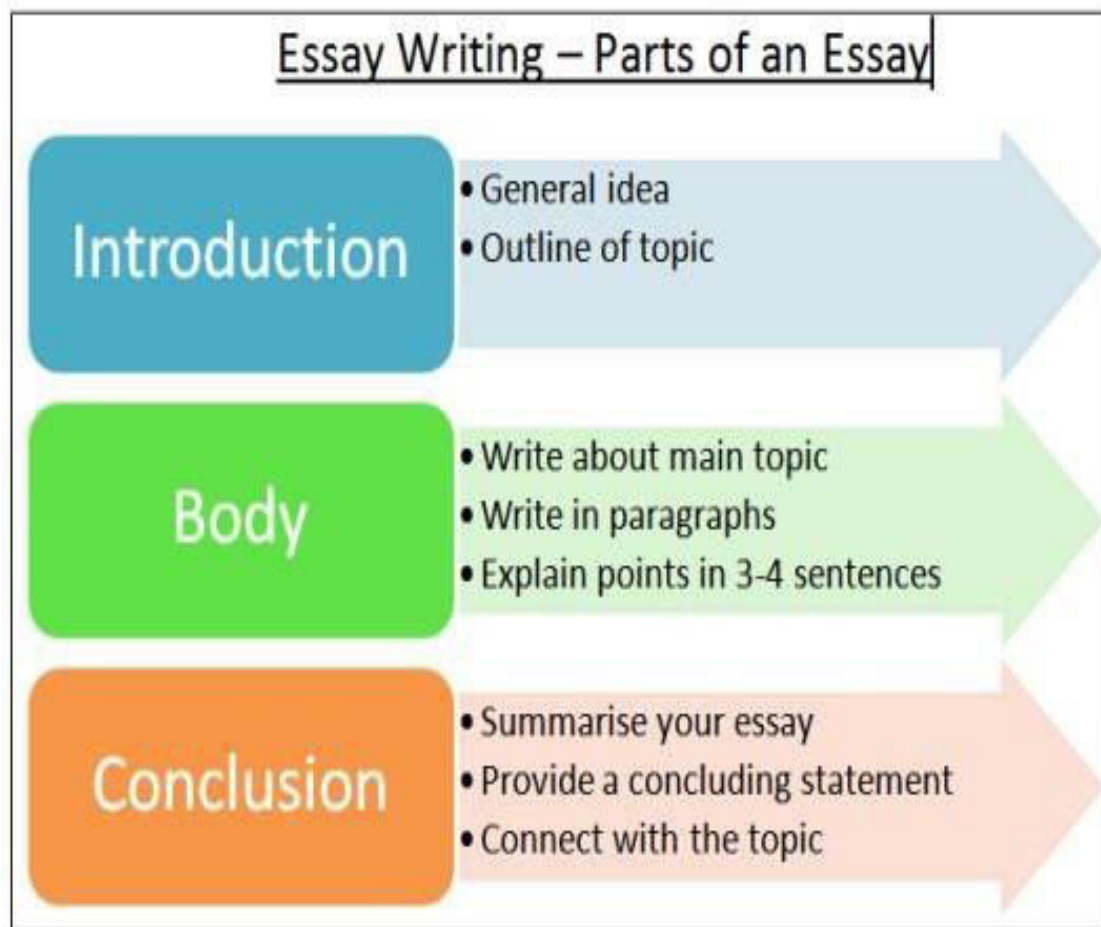 Essay Writing – Parts of an Essay
Introduction
• General idea
• Outline of topic
Body
• Write about main topic
• Write in paragraphs
• Explain points in 3-4 sentences
Conclusion
• Summarise your essay
• Provide a concluding statement
• Connect with the topic